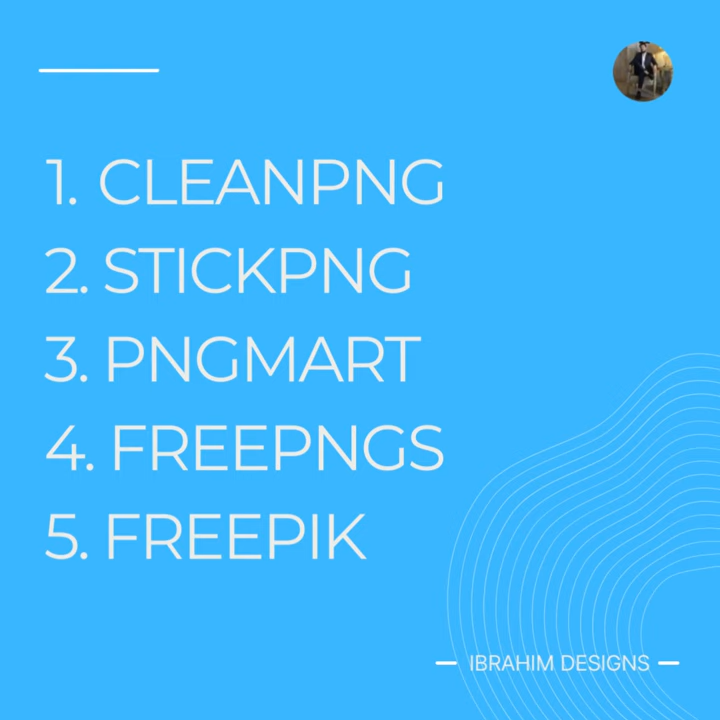 1. CLEANPNG
2. STICKPNG
3. PNGMART
4. FREEPNGS
5. FREEPIK
IBRAHIM DESIGNS